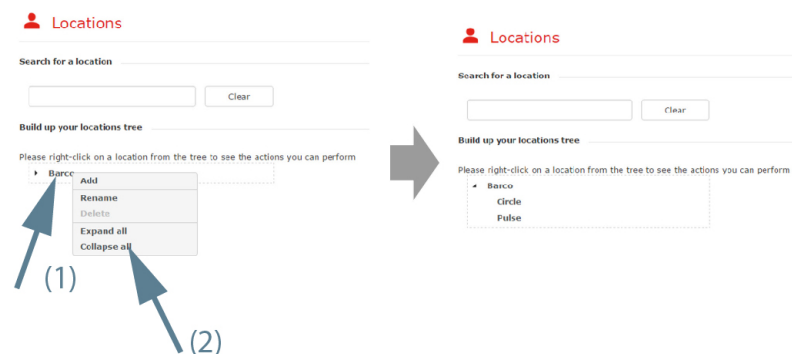 Locations
Search for a location
Clear
Build up your locations tree
Please right-click on a location from the tree to see the actions you can perform
Barco
Add
Rename
Delete
Expand all
Collapse all
(1)
(2)
Locations
Search for a location
Clear
Build up your locations tree
Please right-click on a location from the tree to see the actions you can perform
Barco
Circle
Pulse